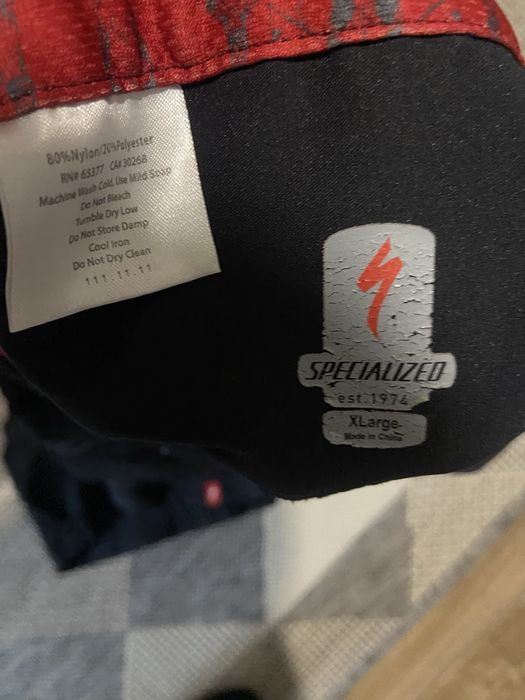 80%Nylon/20%Polyester
RN# 65377 CA# 30268
Machine Wash Cold, Use Mild Soap
Do Not Bleach
Tumble Dry Low
Do Not Store Damp
Cool Iron
Do Not Dry Clean
111.11.11
SPECIALIZED
est.1974
XLarge
Made in China